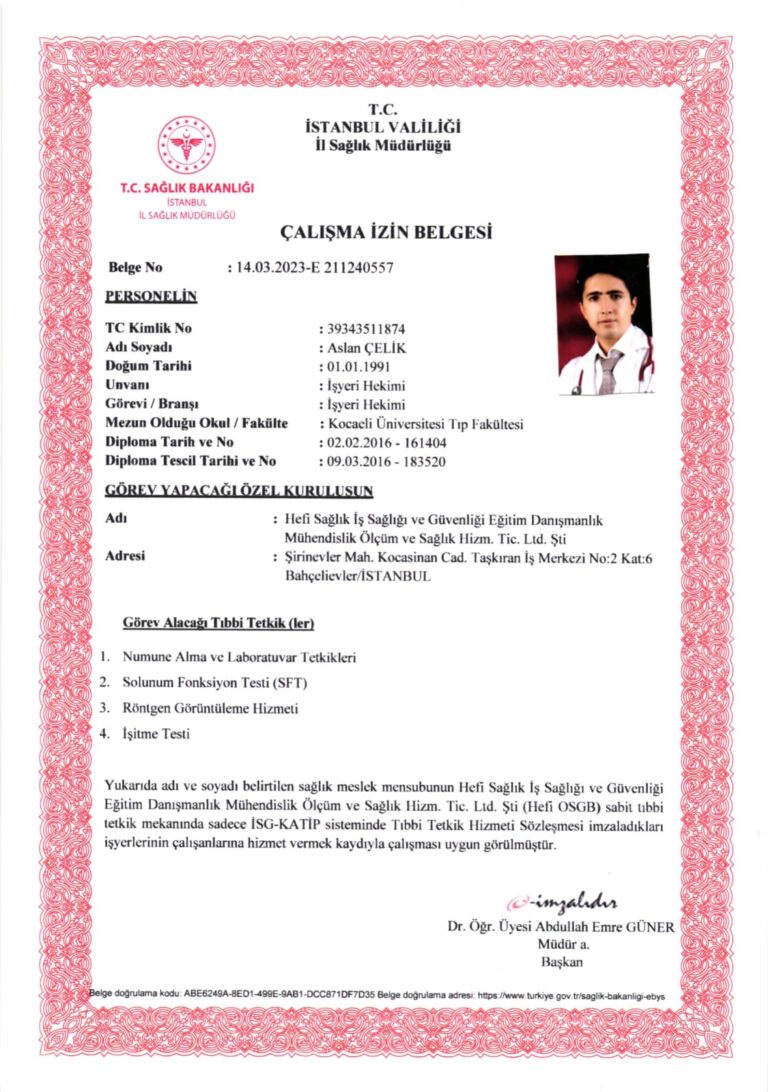 T.C.
İSTANBUL VALİLİĞİ
İl Sağlık Müdürlüğü
T.C. SAĞLIK BAKANLIĞI
İSTANBUL
İL SAĞLIK MÜDÜRLÜĞÜ
ÇALIŞMA İZİN BELGESİ
Belge No : 14.03.2023-E 211240557
PERSONELİN
TC Kimlik No : 39343511874
Adı Soyadı : Aslan ÇELİK
Doğum Tarihi : 01.01.1991
Unvanı : İşyeri Hekimi
Görevi / Branşı : İşyeri Hekimi
Mezun Olduğu Okul / Fakülte : Kocaeli Üniversitesi Tıp Fakültesi
Diploma Tarih ve No : 02.02.2016 - 161404
Diploma Tescil Tarihi ve No : 09.03.2016 - 183520
GÖREV YAPACAĞI ÖZEL KURULUSUN
Adı : Hefi Sağlık İş Sağlığı ve Güvenliği Eğitim Danışmanlık
Mühendislik Ölçüm ve Sağlık Hizm. Tic. Ltd. Şti
Adresi : Şirinevler Mah. Kocasinan Cad. Taşkıran İş Merkezi No:2 Kat:6
Bahçelievler/İSTANBUL
Görev Alacağı Tıbbi Tetkik (ler)
1. Numune Alma ve Laboratuvar Tetkikleri
2. Solunum Fonksiyon Testi (SFT)
3. Röntgen Görüntüleme Hizmeti
4. İşitme Testi
Yukarıda adı ve soyadı belirtilen sağlık meslek mensubunun Hefi Sağlık İş Sağlığı ve Güvenliği
Eğitim Danışmanlık Mühendislik Ölçüm ve Sağlık Hizm. Tic. Ltd. Şti (Hefi OSGB) sabit tıbbi
tetkik mekanında sadece İSG-KATİP sisteminde Tıbbi Tetkik Hizmeti Sözleşmesi imzaladıkları
işyerlerinin çalışanlarına hizmet vermek kaydıyla çalışması uygun görülmüştür.
e-imzalıdır
Dr. Öğr. Üyesi Abdullah Emre GÜNER
Müdür a.
Başkan
Belge doğrulama kodu: ABE6249A-8ED1-499E-9AB1-DCC871DF7D35 Belge doğrulama adresi: https://www.turkiye.gov.tr/saglik-bakanligi-ebys